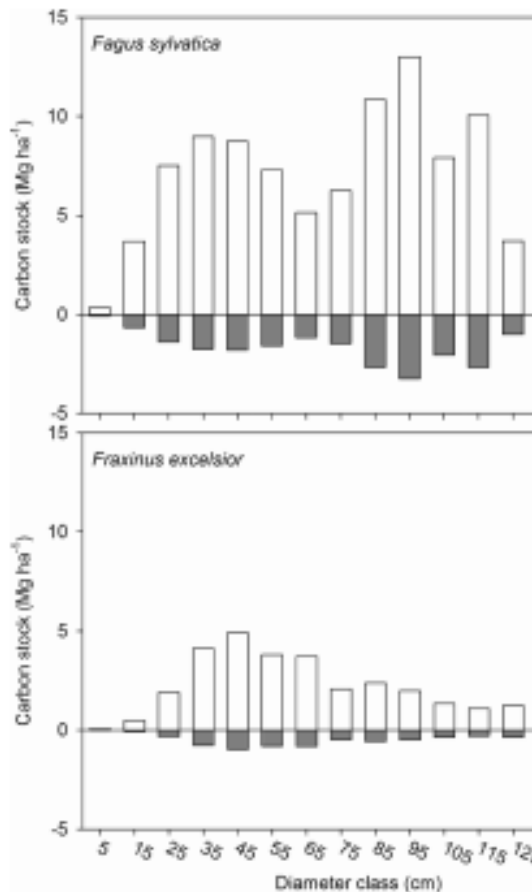 15
Fagus sylvatica
10
5
0
-5
Carbon stock (Mg ha⁻¹)
15
Fraxinus excelsior
10
5
0
-5
Carbon stock (Mg ha⁻¹)
5 15 25 35 45 55 65 75 85 95 105 115
Diameter class (cm)